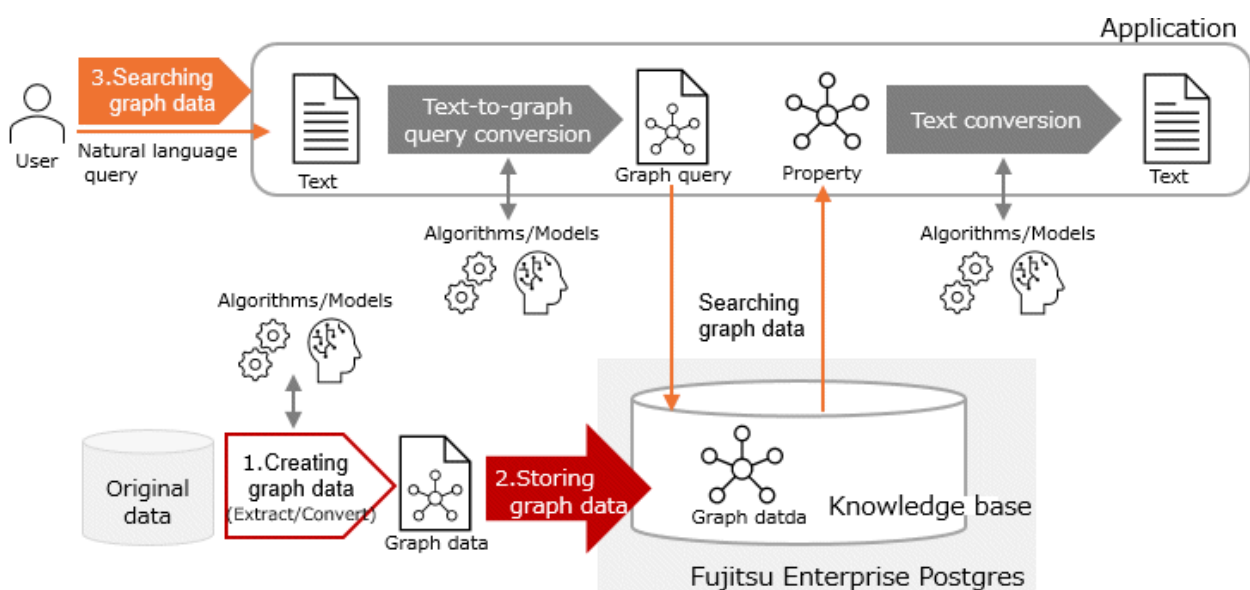 Application
3.Searching
graph data
User
Natural language
query
Text
Text-to-graph
query conversion
Graph query
Property
Text conversion
Text
Algorithms/Models
Algorithms/Models
Algorithms/Models
Searching
graph data
Original
data
1.Creating
graph data
(Extract/Convert)
Graph data
2.Storing
graph data
Graph datda
Knowledge base
Fujitsu Enterprise Postgres